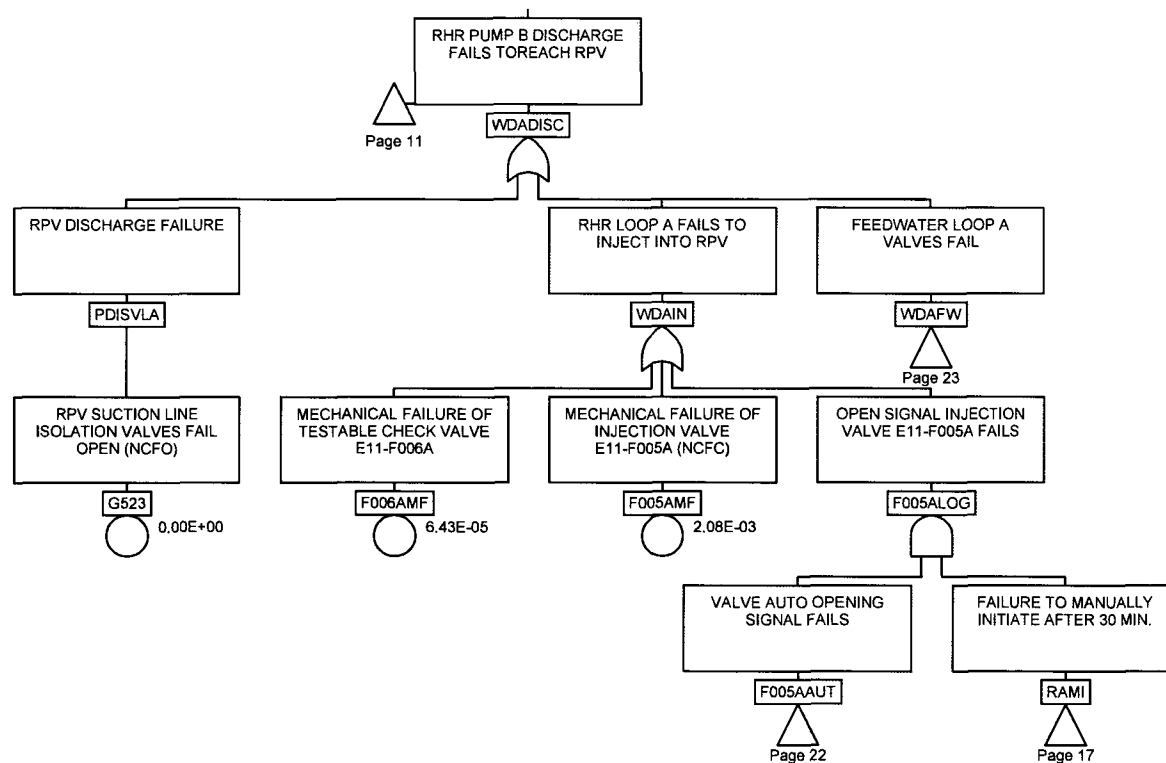 RHR PUMP B DISCHARGE
FAILS TOREACH RPV
Page 11
WDADISC
RPV DISCHARGE FAILURE
RHR LOOP A FAILS TO
INJECT INTO RPV
FEEDWATER LOOP A
VALVES FAIL
PDISVLA
WDAIN
WDAFW
Page 23
RPV SUCTION LINE
ISOLATION VALVES FAIL
OPEN (NCFO)
MECHANICAL FAILURE OF
TESTABLE CHECK VALVE
E11-F006A
MECHANICAL FAILURE OF
INJECTION VALVE
E11-F005A (NCFC)
OPEN SIGNAL INJECTION
VALVE E11-F005A FAILS
G523
0.00E+00
F006AMF
6.43E-05
F005AMF
2.08E-03
F005ALOG
VALVE AUTO OPENING
SIGNAL FAILS
FAILURE TO MANUALLY
INITIATE AFTER 30 MIN.
F005AAUT
RAMI
Page 22
Page 17